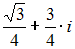 √3/4 + 3/4 · i